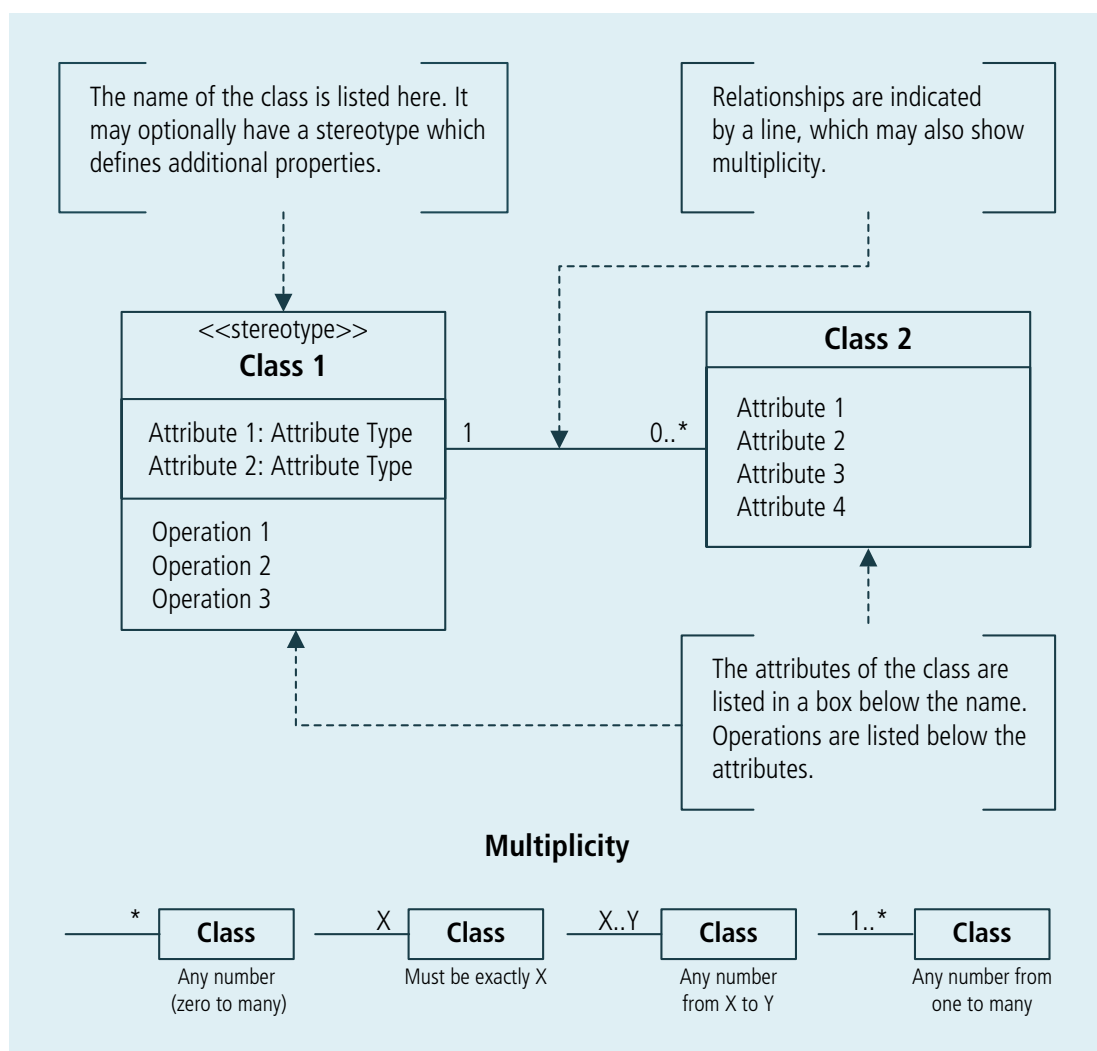 The name of the class is listed here. It
may optionally have a stereotype which
defines additional properties.
Relationships are indicated
by a line, which may also show
multiplicity.
<<stereotype>>
Class 1
Attribute 1: Attribute Type
Attribute 2: Attribute Type
Operation 1
Operation 2
Operation 3
1
0..*
Class 2
Attribute 1
Attribute 2
Attribute 3
Attribute 4
The attributes of the class are
listed in a box below the name.
Operations are listed below the
attributes.
Multiplicity
*
Class
Any number
(zero to many)
X
Class
Must be exactly X
X..Y
Class
Any number
from X to Y
1..*
Class
Any number from
one to many